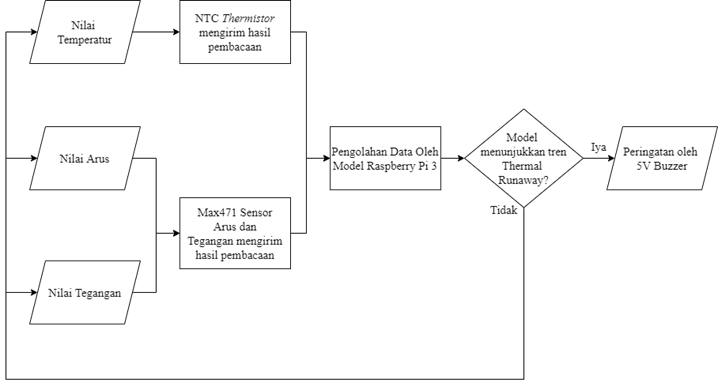 Nilai
Temperatur
NTC Thermistor
mengirim hasil
pembacaan
Nilai Arus
Nilai Tegangan
Max471 Sensor
Arus dan
Tegangan mengirim
hasil pembacaan
Pengolahan Data Oleh
Model Raspberry Pi 3
Model
menunjukkan tren
Thermal
Runaway?
Iya
Tidak
Peringatan oleh
5V Buzzer